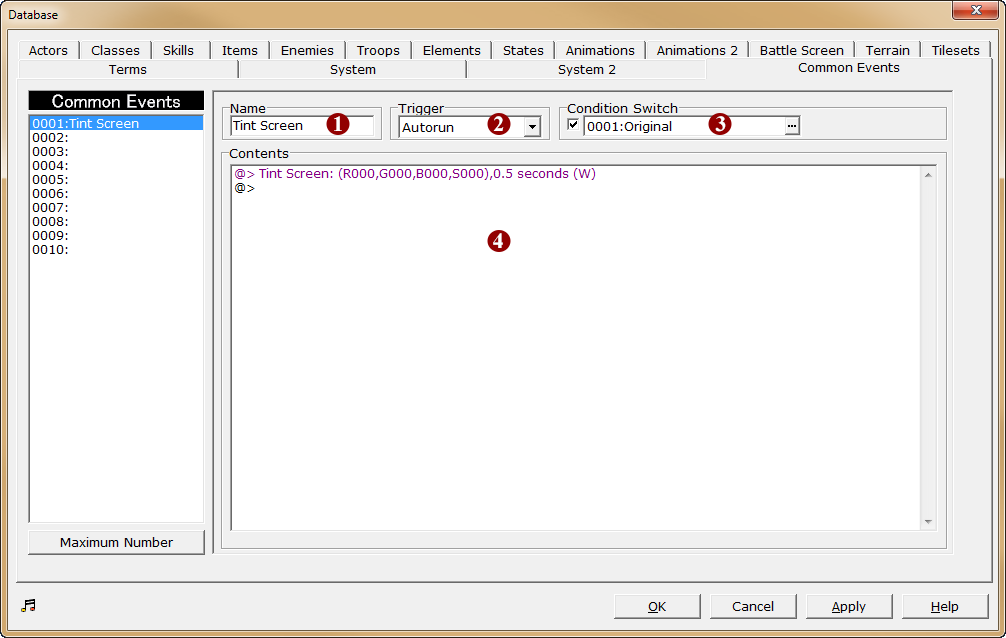 Database
Actors Classes Skills Items Enemies Troops Elements States Animations Animations 2 Battle Screen Terrain Tilesets
Terms System System 2 Common Events
Common Events
0001:Tint Screen
0002:
0003:
0004:
0005:
0006:
0007:
0008:
0009:
0010:
Maximum Number
Name Trigger Condition Switch
Tint Screen 1 Autorun 2 0001:Original 3 ...
Contents
@> Tint Screen: (R000,G000,B000,S000),0.5 seconds (W)
@>
4
OK Cancel Apply Help